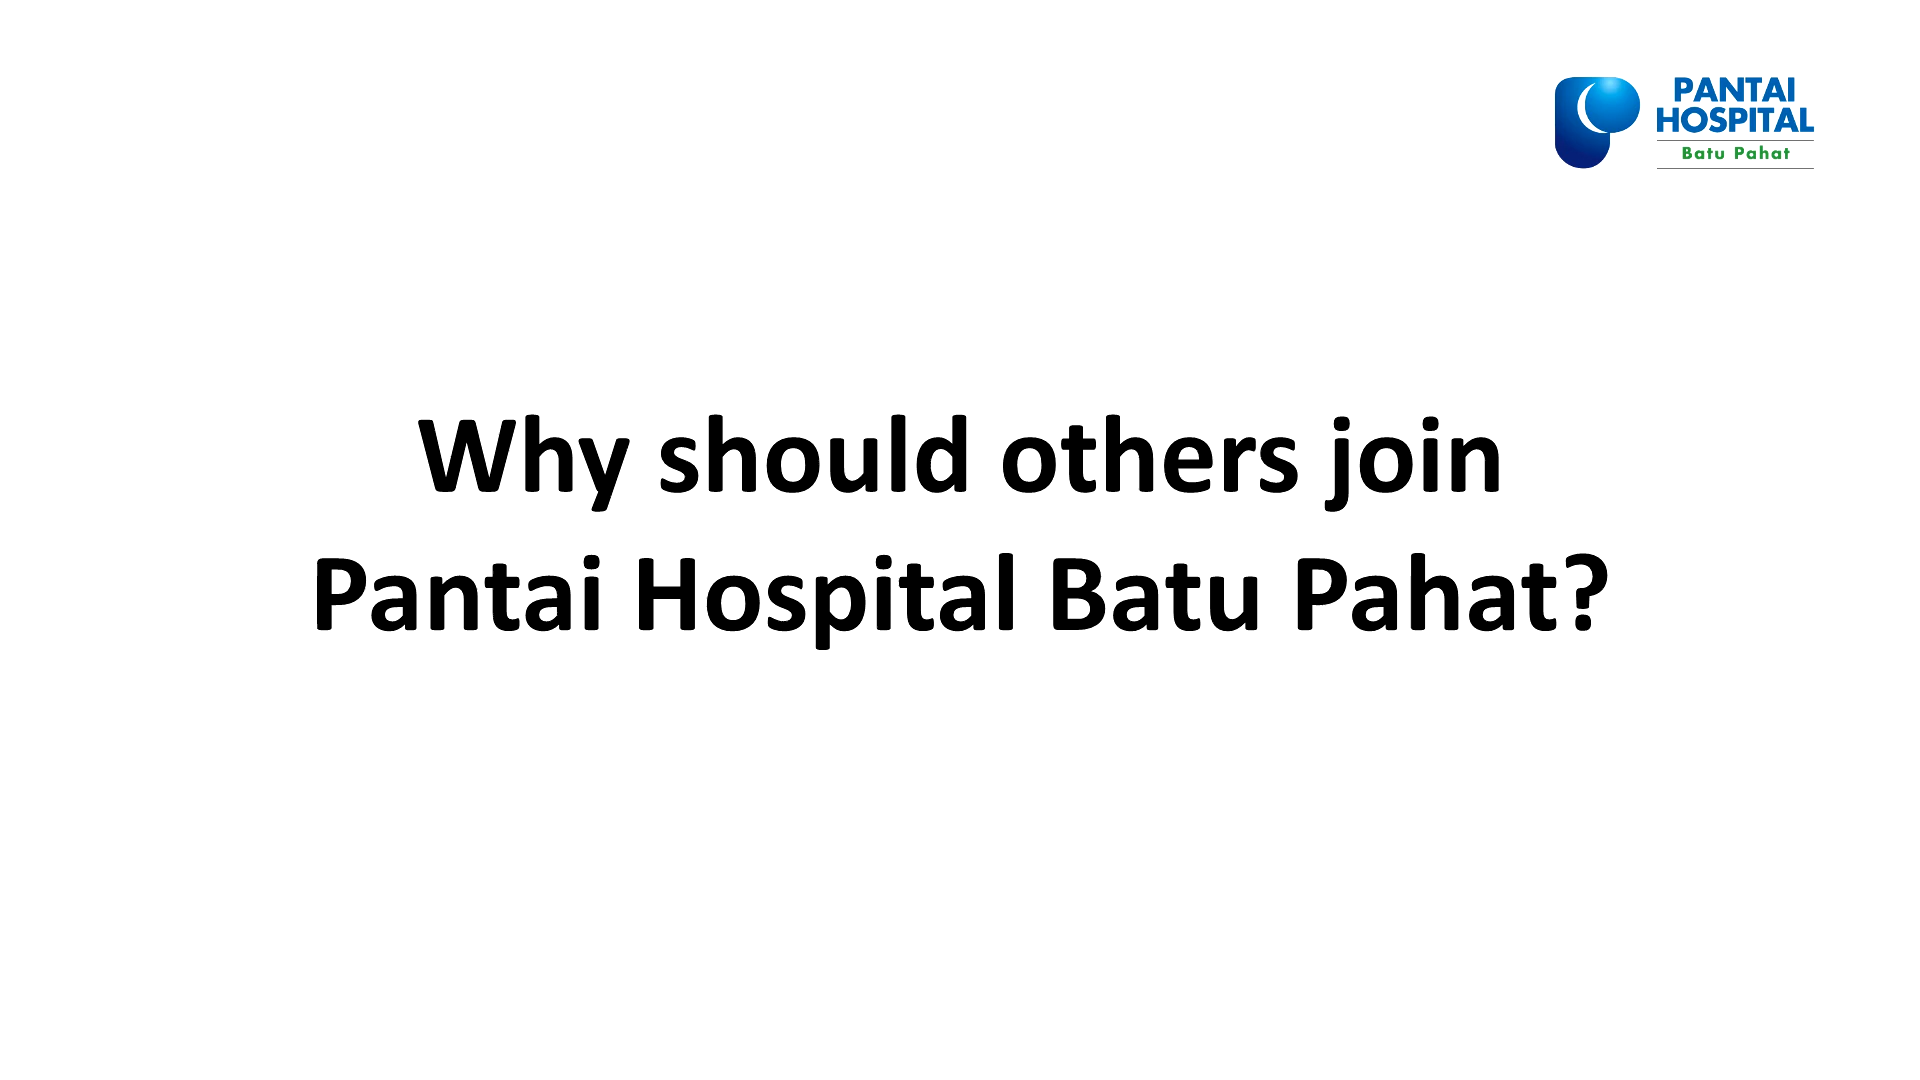 PANTAI
HOSPITAL
Batu Pahat
Why should others join
Pantai Hospital Batu Pahat?